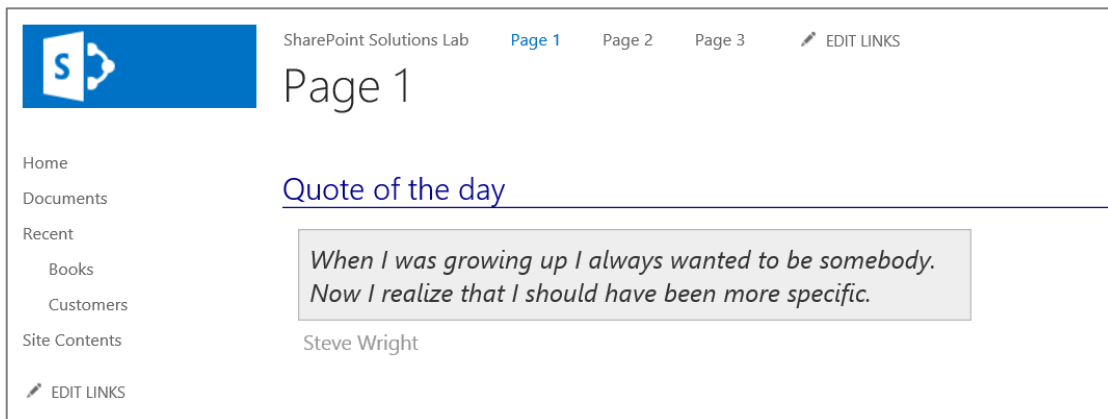 S
SharePoint Solutions Lab Page 1 Page 2 Page 3 EDIT LINKS
Page 1
Home
Documents
Recent
Books
Customers
Site Contents
EDIT LINKS
Quote of the day
When I was growing up I always wanted to be somebody.
Now I realize that I should have been more specific.
Steve Wright